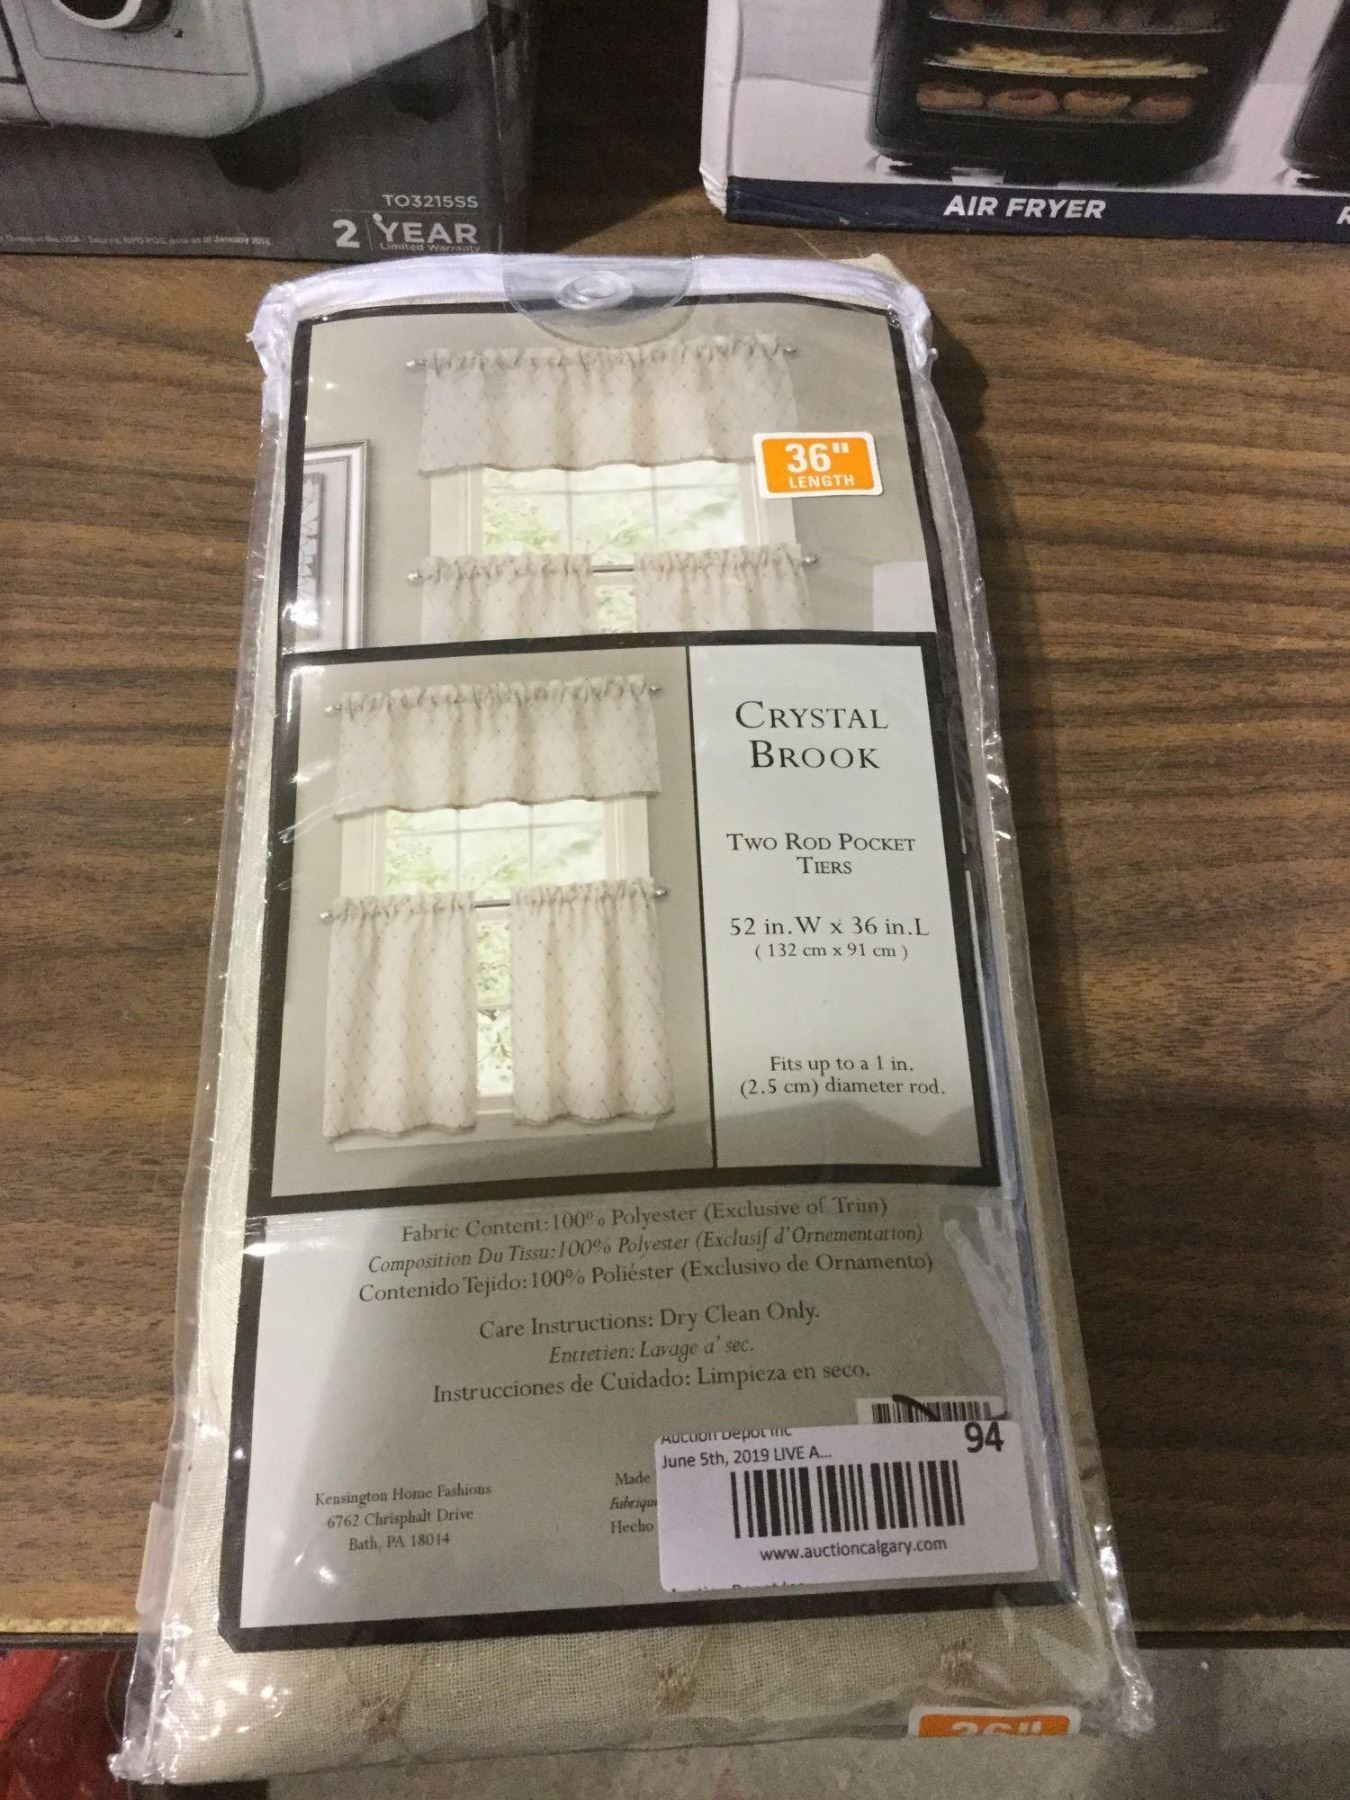 TO3215SS
2 YEAR
Limited Warranty
AIR FRYER
36"
LENGTH
CRYSTAL
BROOK
TWO ROD POCKET
TIERS
52 in.W x 36 in.L
( 132 cm x 91 cm )
Fits up to a 1 in.
(2.5 cm) diameter rod.
Fabric Content:100% Polyester (Exclusive of Trim)
Composition Du Tissu:100% Polyester (Exclusif d'Ornementation)
Contenido Tejido:100% Poliéster (Exclusivo de Ornamento)
Care Instructions: Dry Clean Only.
Entretien: Lavage a' sec.
Instrucciones de Cuidado: Limpieza en seco.
Kensington Home Fashions
6762 Chrisphalt Drive
Bath, PA 18014
Made
Fabriqu
Hecho
Auction Depot Inc
94
June 5th, 2019 LIVE A...
www.auctioncalgary.com
36"